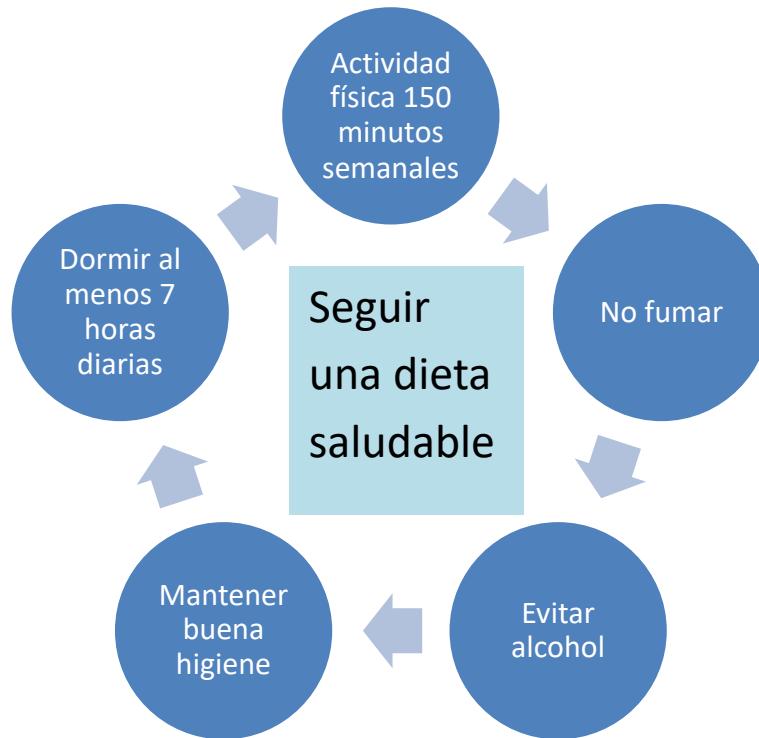 Actividad
física 150
minutos
semanales
No fumar
Evitar
alcohol
Mantener
buena
higiene
Dormir al
menos 7
horas
diarias
Seguir
una dieta
saludable